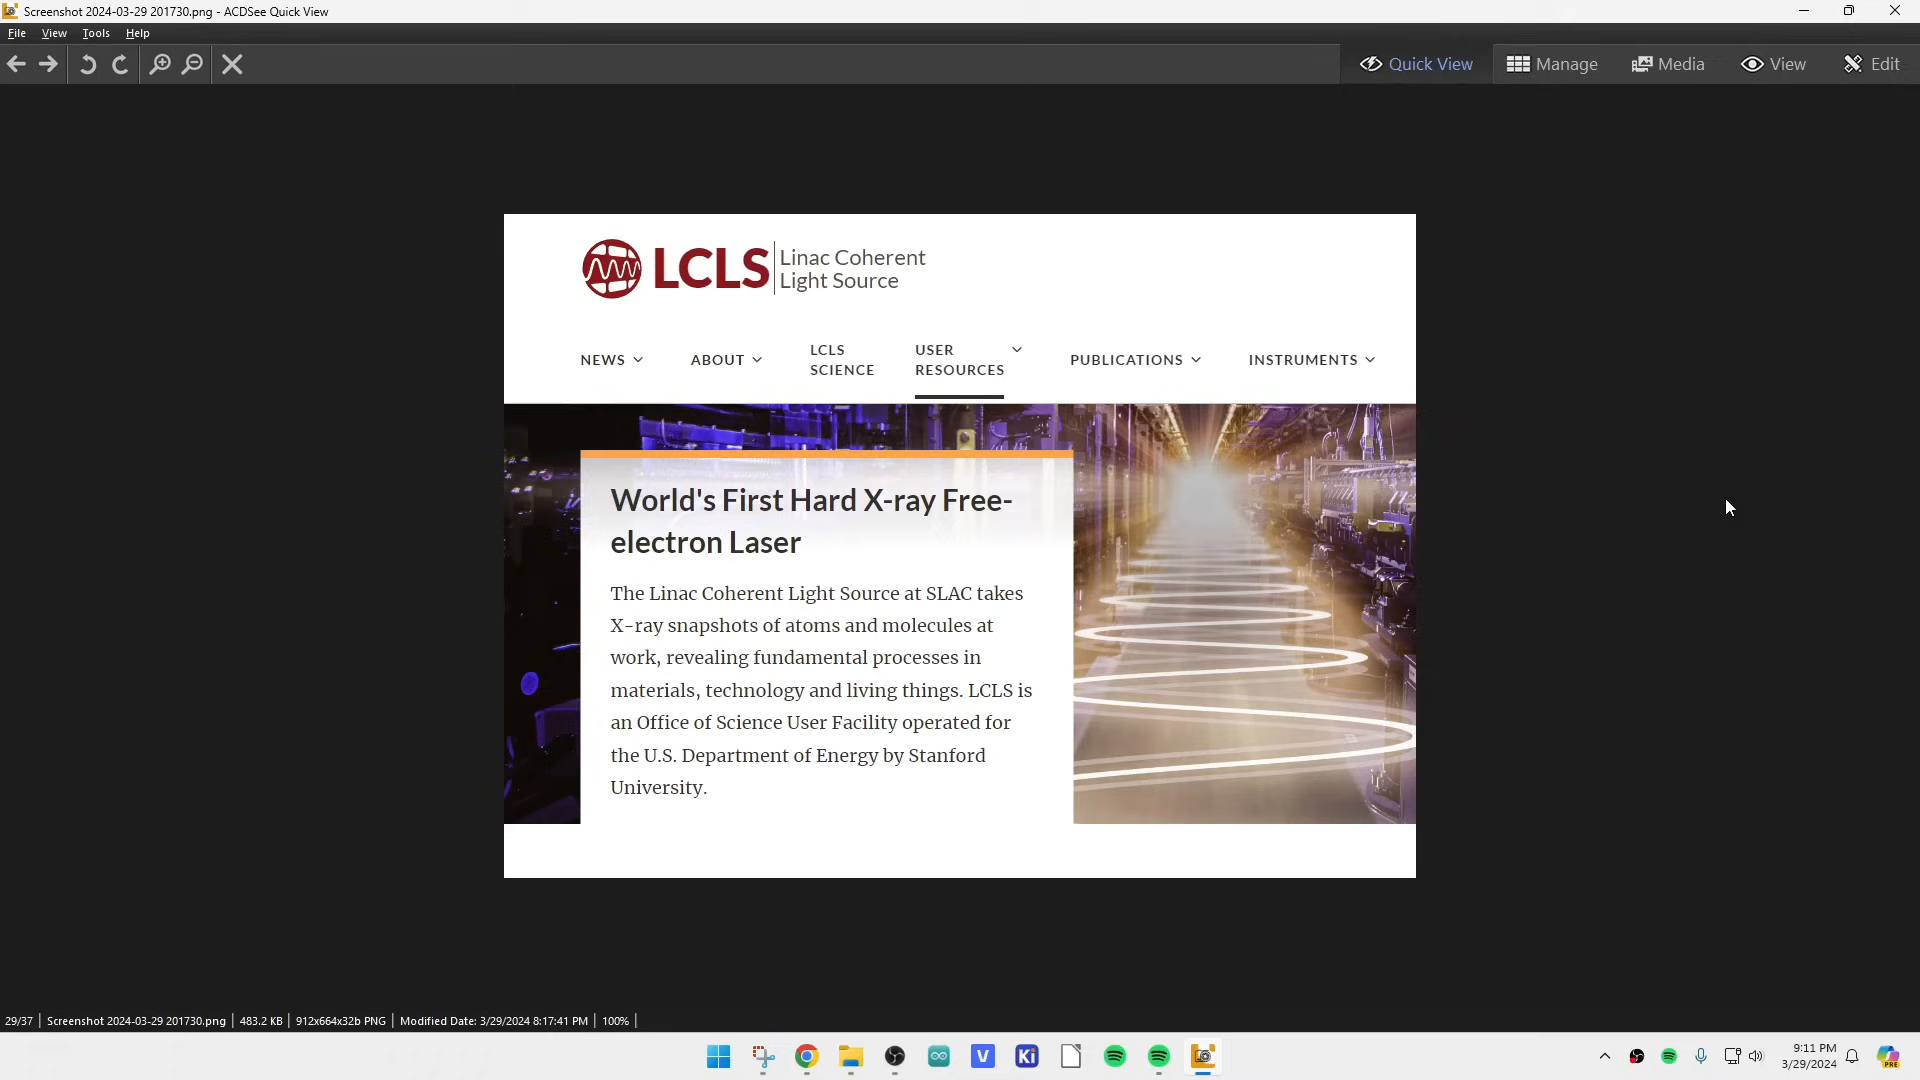 Screenshot 2024-03-29 201730.png - ACDSee Quick View
File View Tools Help
Quick View Manage Media View Edit
LCLS Linac Coherent
Light Source
NEWS ABOUT LCLS SCIENCE USER RESOURCES PUBLICATIONS INSTRUMENTS
World's First Hard X-ray Free-
electron Laser
The Linac Coherent Light Source at SLAC takes
X-ray snapshots of atoms and molecules at
work, revealing fundamental processes in
materials, technology and living things. LCLS is
an Office of Science User Facility operated for
the U.S. Department of Energy by Stanford
University.
29/37 Screenshot 2024-03-29 201730.png 483.2 KB 912x664x32b PNG Modified Date: 3/29/2024 8:17:41 PM 100%
V Ki
9:11 PM
3/29/2024
PRE